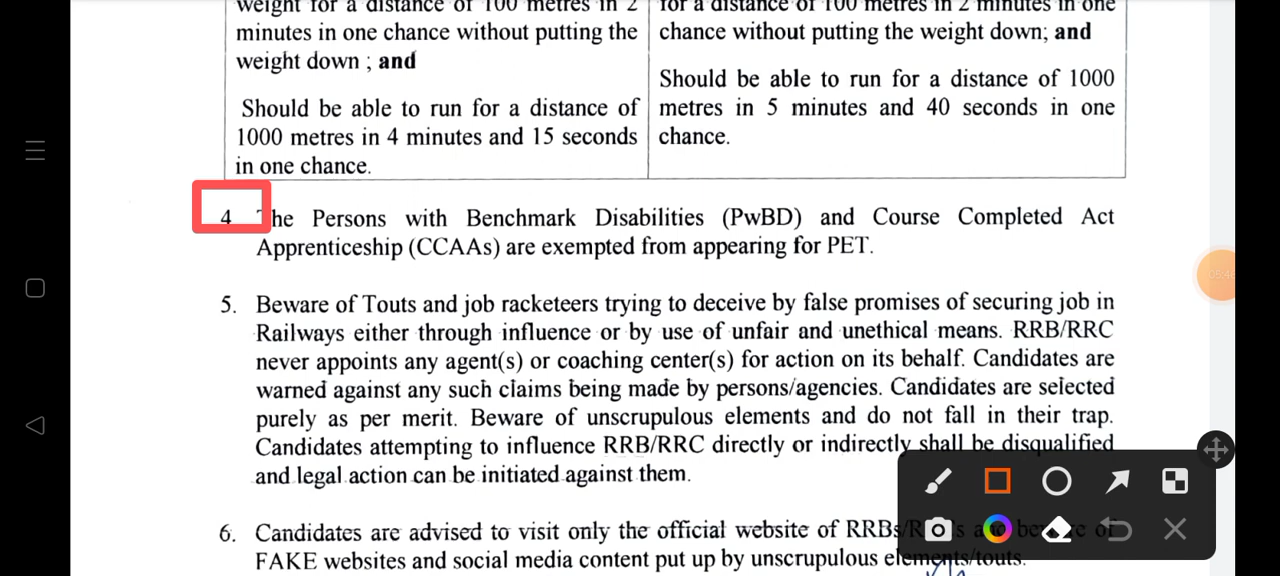 weight for a distance of 100 metres in 2
minutes in one chance without putting the
weight down ; and
Should be able to run for a distance of
1000 metres in 4 minutes and 15 seconds
in one chance.
for a distance of 100 metres in 2 minutes in one
chance without putting the weight down; and
Should be able to run for a distance of 1000
metres in 5 minutes and 40 seconds in one
chance.
4 The Persons with Benchmark Disabilities (PwBD) and Course Completed Act
Apprenticeship (CCAAs) are exempted from appearing for PET.
5. Beware of Touts and job racketeers trying to deceive by false promises of securing job in
Railways either through influence or by use of unfair and unethical means. RRB/RRC
never appoints any agent(s) or coaching center(s) for action on its behalf. Candidates are
warned against any such claims being made by persons/agencies. Candidates are selected
purely as per merit. Beware of unscrupulous elements and do not fall in their trap.
Candidates attempting to influence RRB/RRC directly or indirectly shall be disqualified
and legal action can be initiated against them.
6. Candidates are advised to visit only the official website of
FAKE websites and social media content put up by unscrupulous elements/touts.